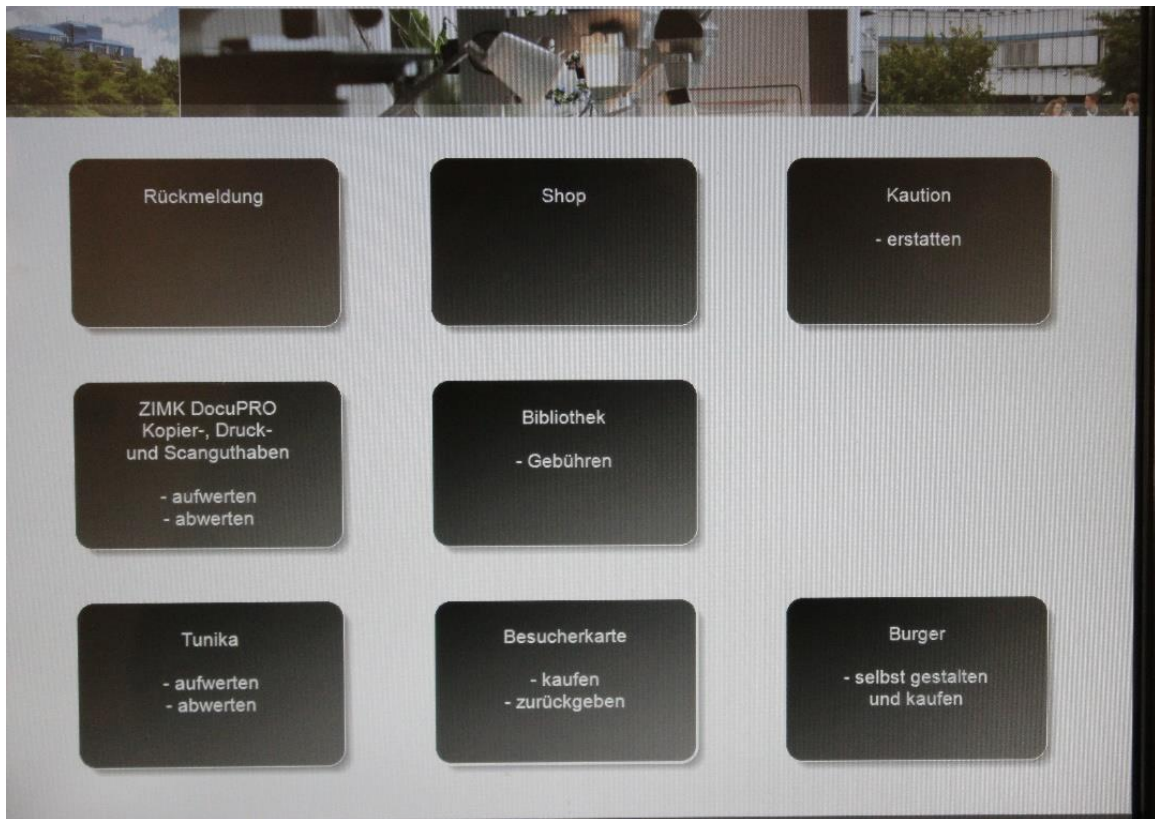 Rückmeldung
Shop
Kaution
- erstatten
ZIMK DocuPRO
Kopier-, Druck-
und Scanguthaben
- aufwerten
- abwerten
Bibliothek
- Gebühren
Tunika
- aufwerten
- abwerten
Besucherkarte
- kaufen
- zurückgeben
Burger
- selbst gestalten
und kaufen